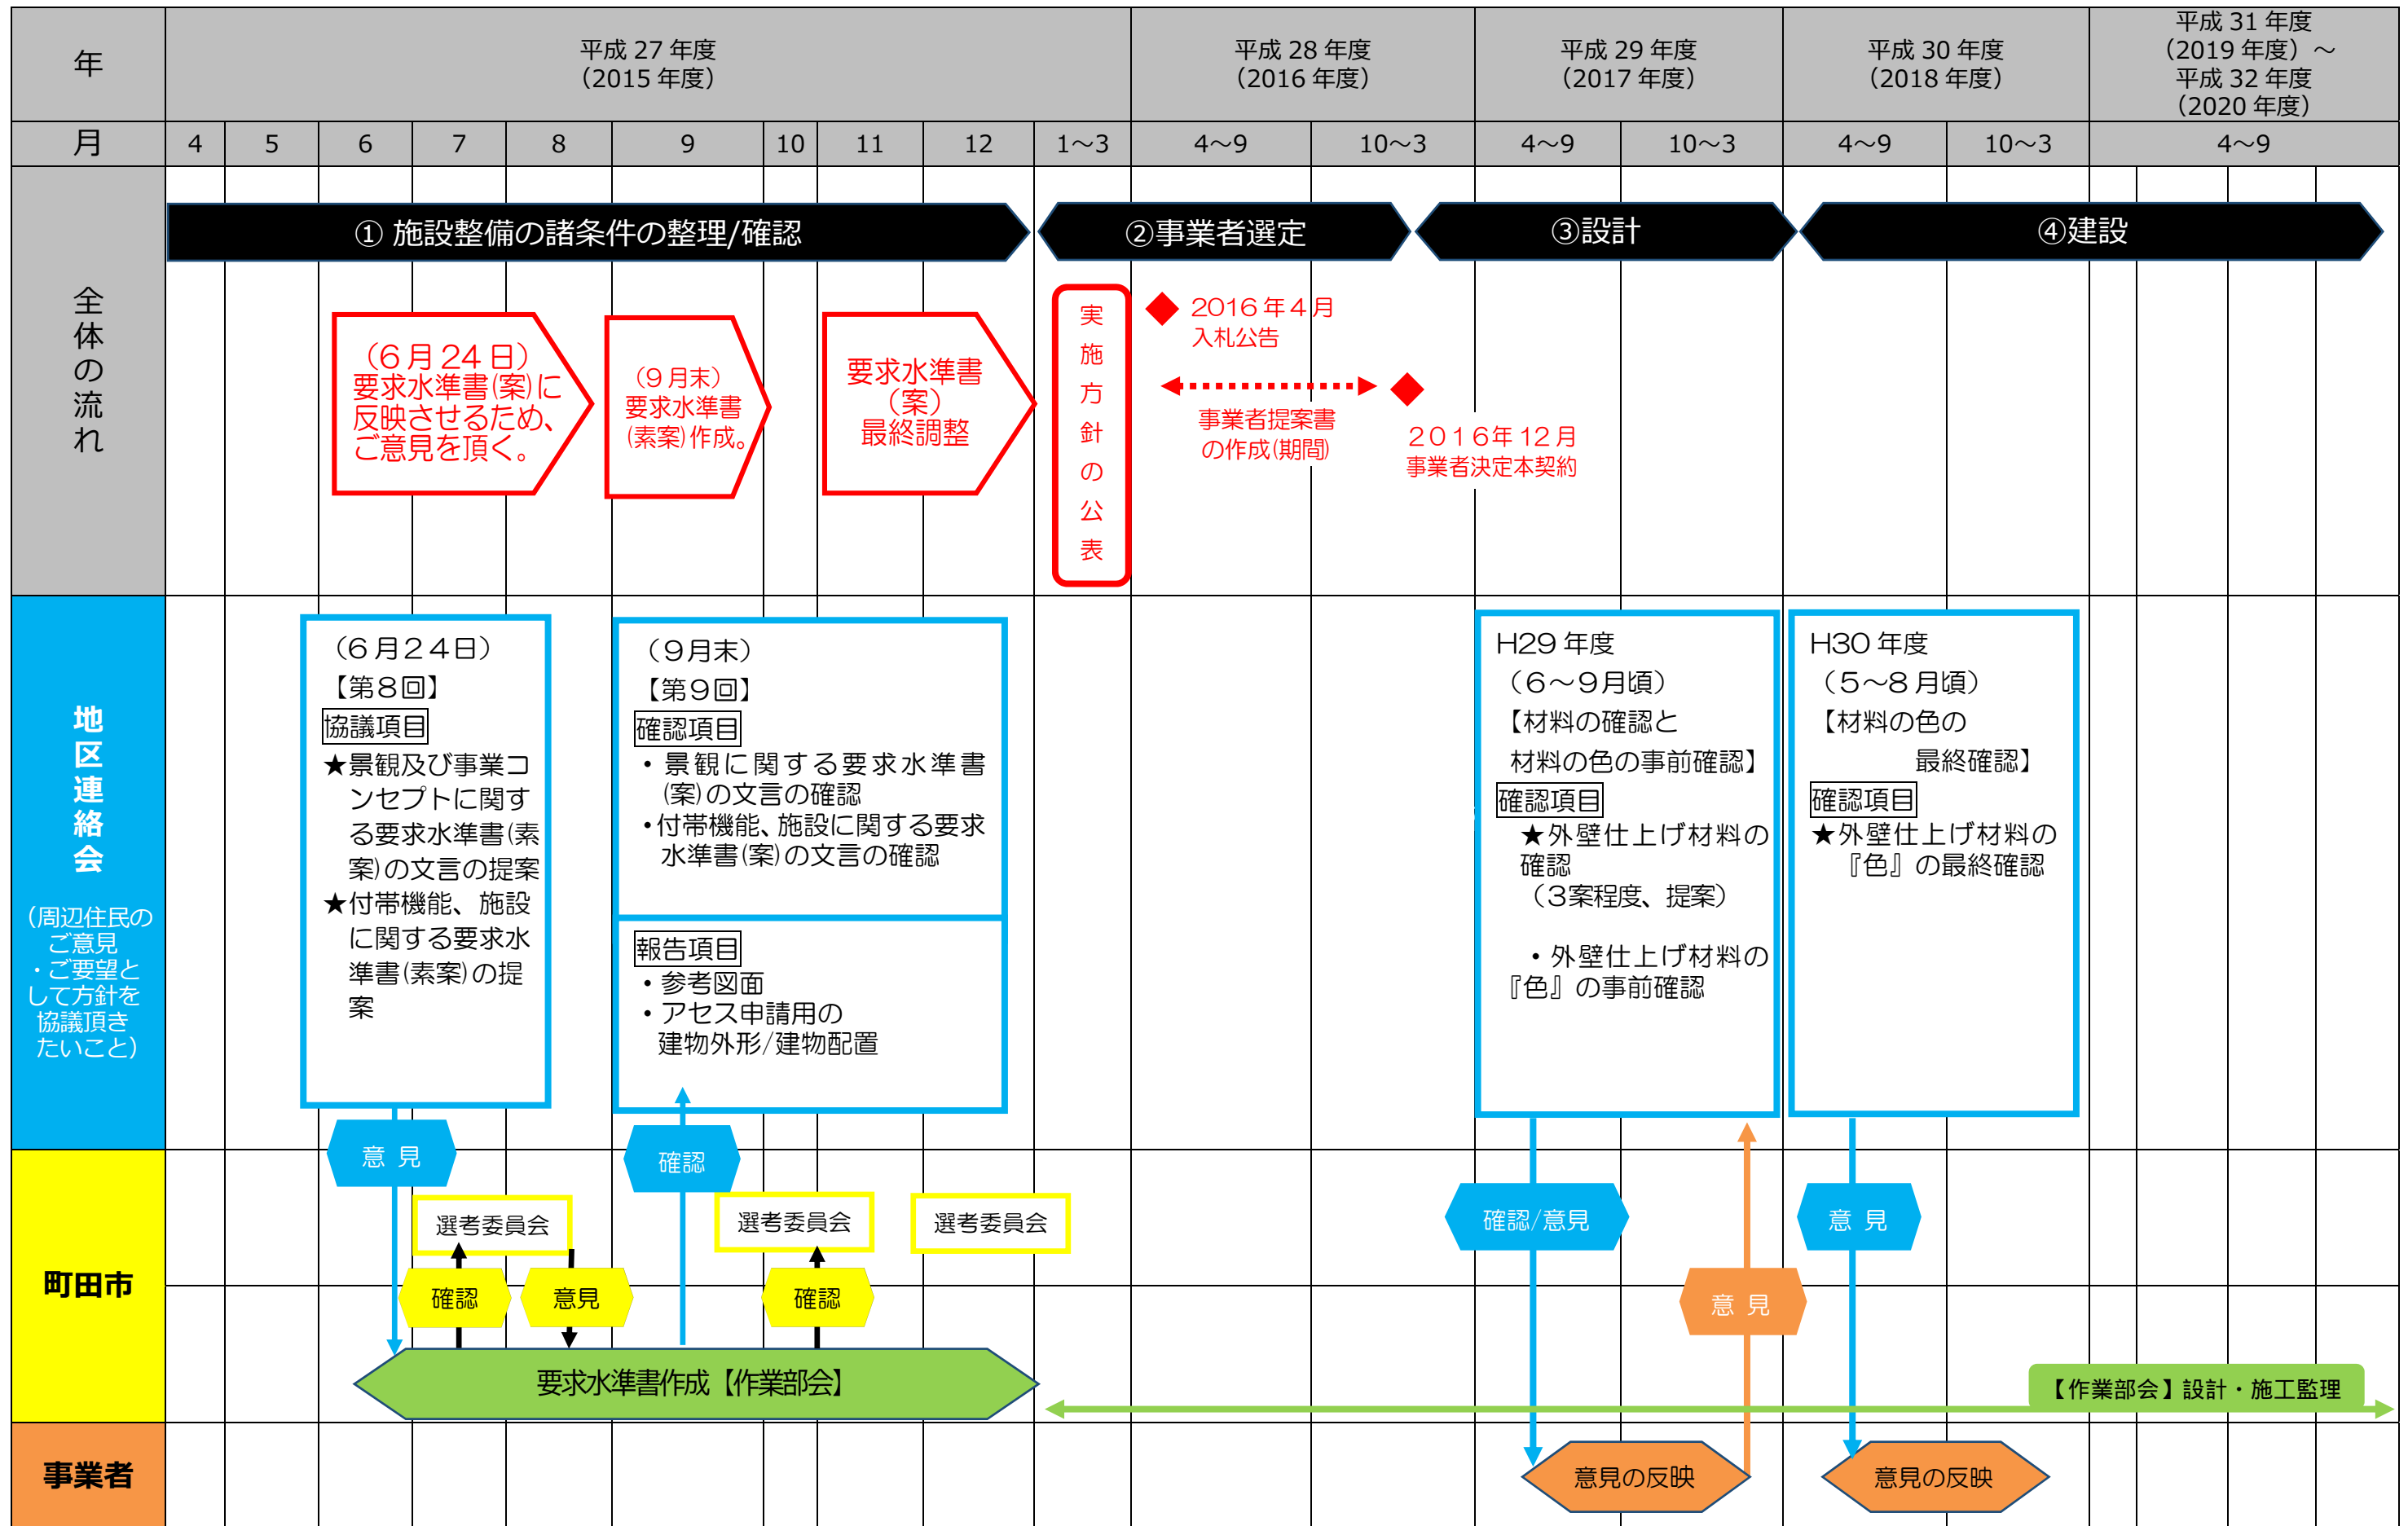 年
平成 27 年度
（2015 年度）
平成 28 年度
（2016 年度）
平成 29 年度
（2017 年度）
平成 30 年度
（2018 年度）
平成 31 年度
（2019 年度）～
平成 32 年度
（2020 年度）
月
4
5
6
7
8
9
10
11
12
1～3
4～9
10～3
4～9
10～3
4～9
10～3
4～9
全体の流れ
① 施設整備の諸条件の整理/確認
②事業者選定
③設計
④建設
（6 月 24 日）
要求水準書(案)に
反映させるため、
ご意見を頂く。
（9 月末）
要求水準書
(素案)作成。
要求水準書
（案）
最終調整
実施方針の公表
2016 年 4 月
入札公告
事業者提案書
の作成(期間)
２０１６年 12 月
事業者決定本契約
地区連絡会
（周辺住民の
ご意見
・ご要望と
して方針を
協議頂き
たいこと）
（6 月２４日）
【第８回】
協議項目
★景観及び事業コ
ンセプトに関す
る要求水準書(素
案)の文言の提案
★付帯機能、施設
に関する要求水
準書(素案)の提
案
（９月末）
【第９回】
確認項目
・景観に関する要求水準書
(案)の文言の確認
・付帯機能、施設に関する要求
水準書(案)の文言の確認
報告項目
・参考図面
・アセス申請用の
建物外形/建物配置
H29 年度
（６～９月頃）
【材料の確認と
材料の色の事前確認】
確認項目
★外壁仕上げ材料の
確認
（３案程度、提案）
・外壁仕上げ材料の
『色』の事前確認
H30 年度
（５～８月頃）
【材料の色の
最終確認】
確認項目
★外壁仕上げ材料の
『色』の最終確認
意 見
確認
町田市
選考委員会
選考委員会
選考委員会
確認/意見
意 見
確認
意見
確認
意 見
要求水準書作成【作業部会】
【作業部会】設計・施工監理
事業者
意見の反映
意見の反映